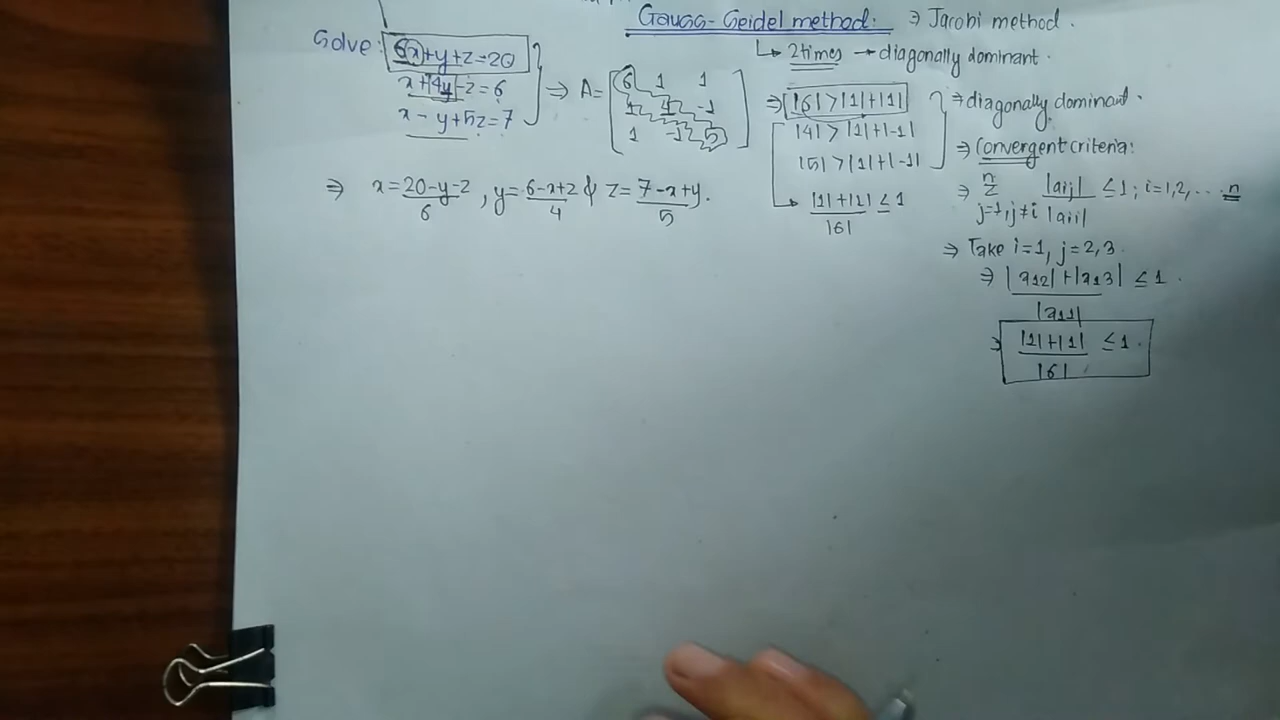 Gauss-Seidel method: ⇒ Jacobi method.
↳ 2times → diagonally dominant.
Solve: 6x+y+z=20
x+4y-z=6
x-y+5z=7
⇒ A= [6 1 1
1 4 -1
1 -1 5]
⇒ |6|>|1|+|1|
|4|>|1|+|-1|
|5|>|1|+|-1|
↳ |1|+|1| / |6| ≤ 1
⇒ diagonally dominant.
⇒ Convergent criteria:
⇒ n Σ j=1, j≠i |aij| / |aii| ≤ 1; i=1,2,...n
⇒ Take i=1, j=2,3.
⇒ |a12|+|a13| / |a11| ≤ 1.
⇒ |1|+|1| / |6| ≤ 1.
⇒ x=20-y-z / 6, y=6-x+z / 4 & z=7-x+y / 5.